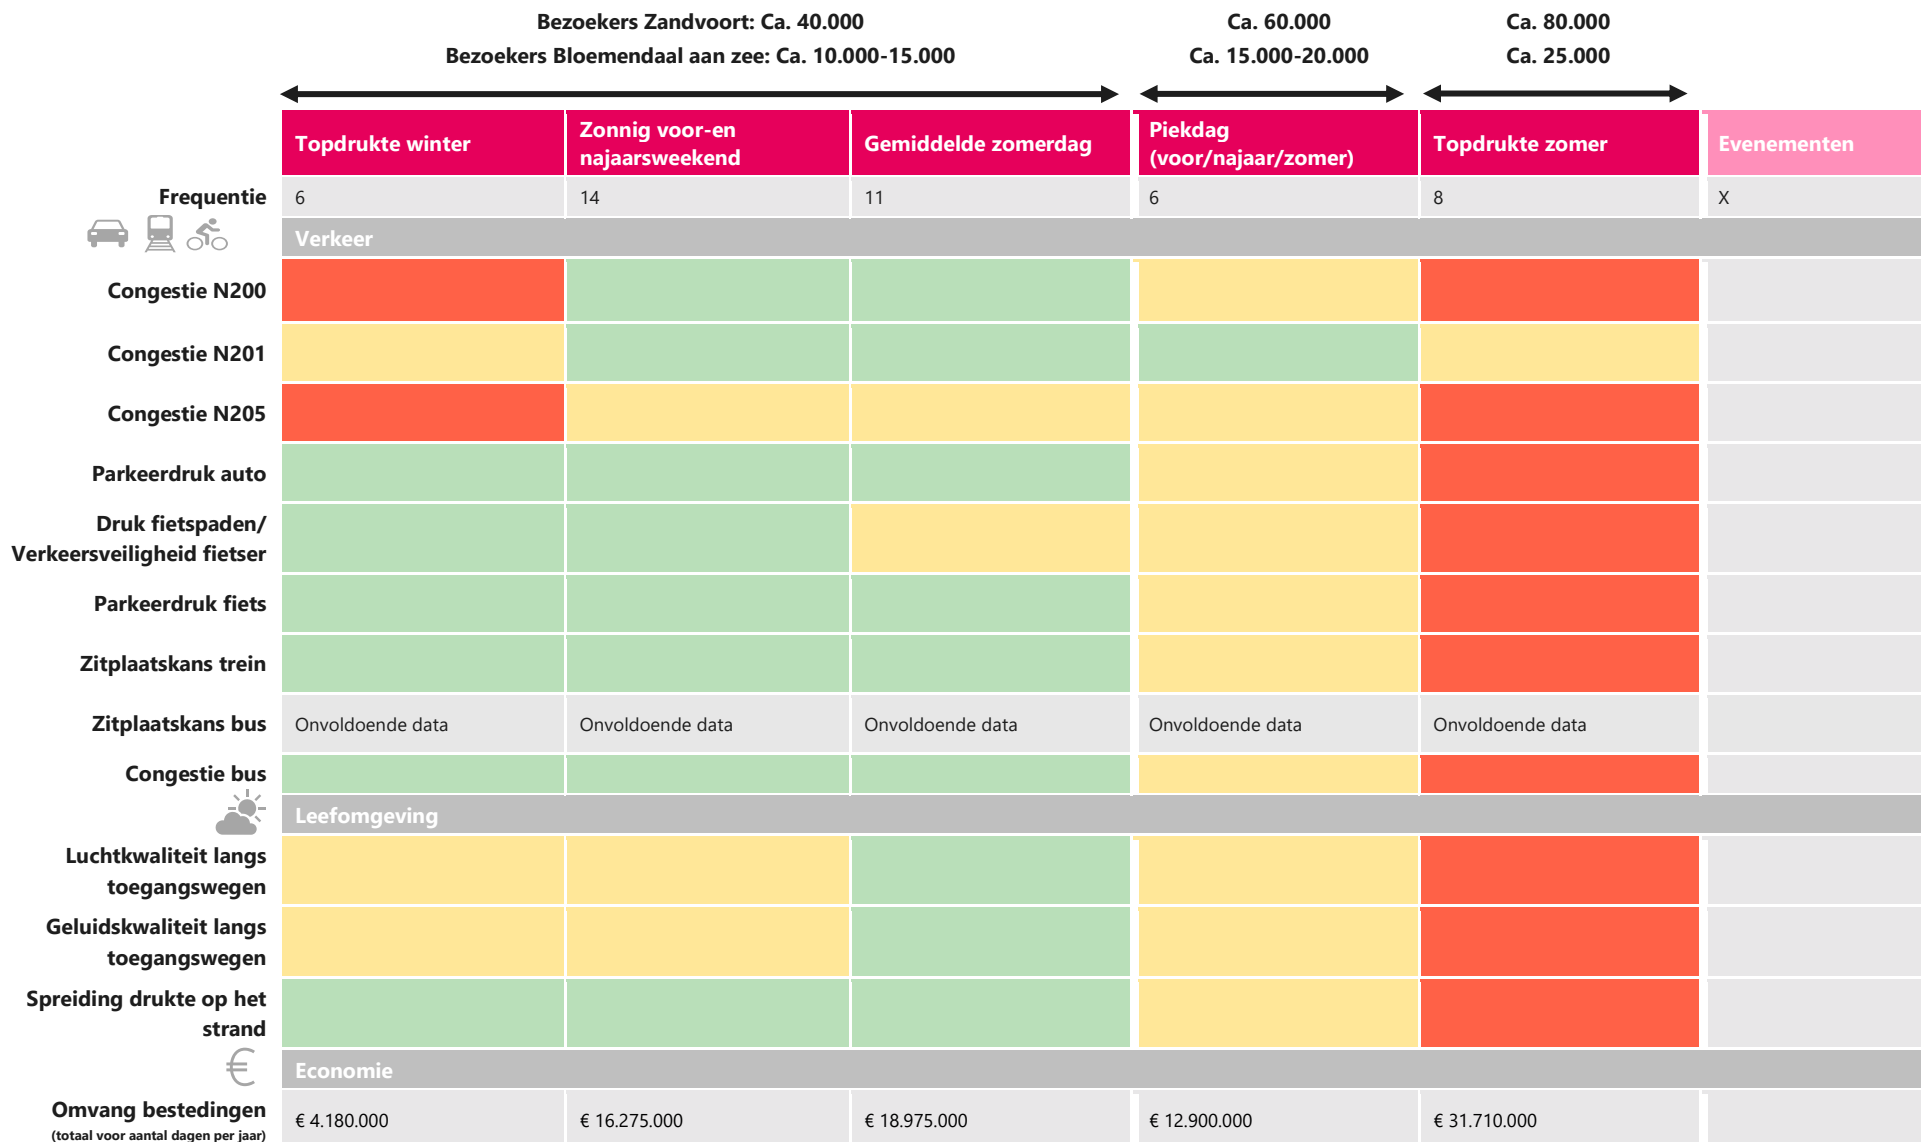 Bezoekers Zandvoort: Ca. 40.000
Ca. 60.000
Ca. 80.000
Bezoekers Bloemendaal aan zee: Ca. 10.000-15.000
Ca. 15.000-20.000
Ca. 25.000
Topdrukte winter
Zonnig voor-en
najaarsweekend
Gemiddelde zomerdag
Piekdag
(voor/najaar/zomer)
Topdrukte zomer
Evenementen
Frequentie
6
14
11
6
8
X
Verkeer
Congestie N200
Congestie N201
Congestie N205
Parkeerdruk auto
Druk fietspaden/
Verkeersveiligheid fietser
Parkeerdruk fiets
Zitplaatskans trein
Zitplaatskans bus
Onvoldoende data
Onvoldoende data
Onvoldoende data
Onvoldoende data
Onvoldoende data
Congestie bus
Leefomgeving
Luchtkwaliteit langs
toegangswegen
Geluidskwaliteit langs
toegangswegen
Spreiding drukte op het
strand
€
Economie
Omvang bestedingen
(totaal voor aantal dagen per jaar)
€ 4.180.000
€ 16.275.000
€ 18.975.000
€ 12.900.000
€ 31.710.000